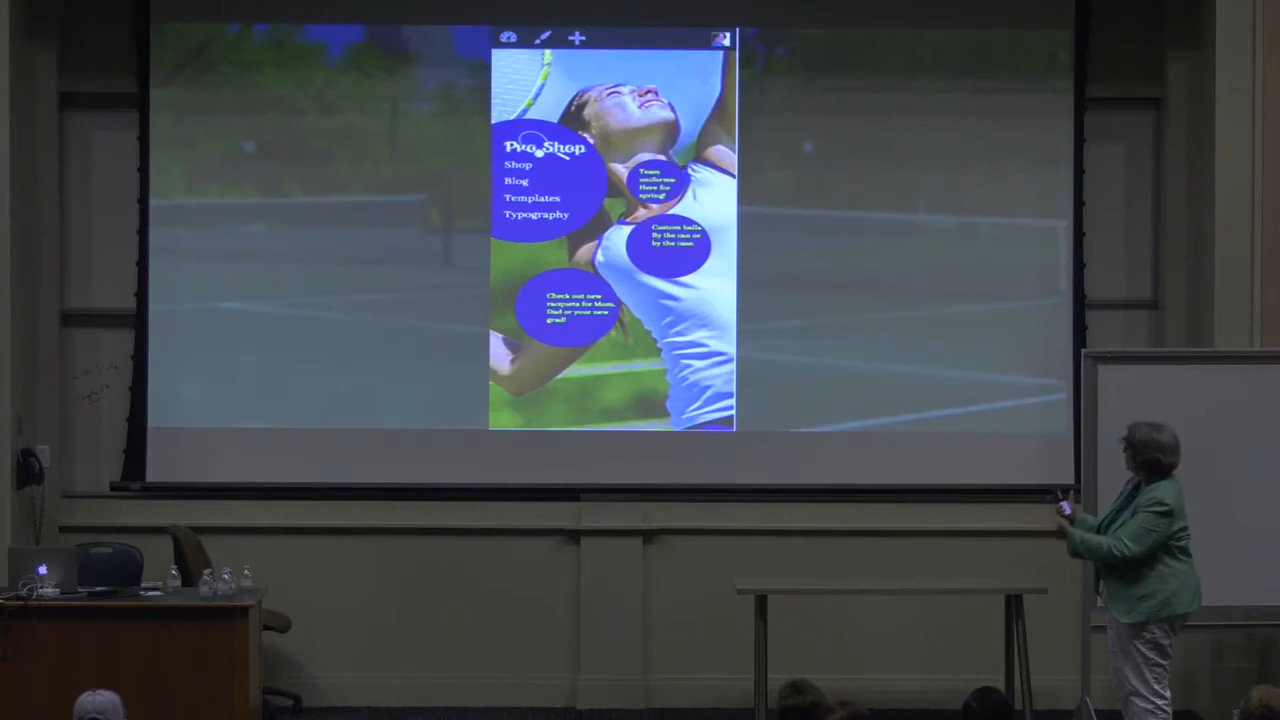 Pro Shop
Shop
Blog
Templates
Typography
Team
uniforms.
Here for
spring!
Custom balls.
By the can or
by the case.
Check out new
racquets for Mom,
Dad or your new
grad!